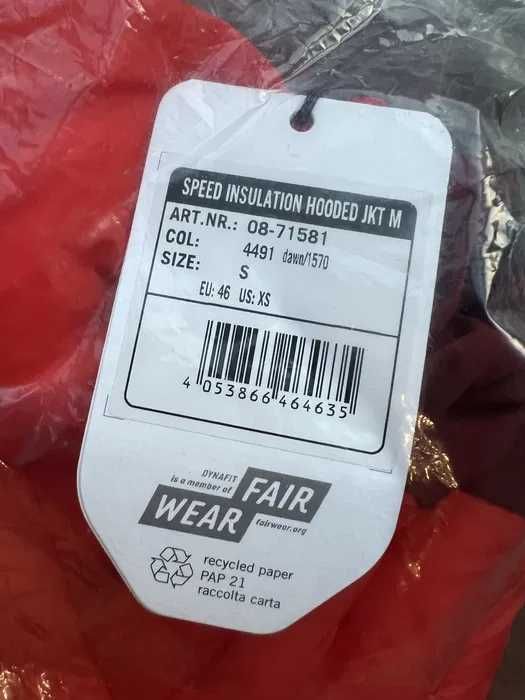 SPEED INSULATION HOODED JKT M
ART.NR.: 08-71581
COL: 4491 dawn/1570
SIZE: S
EU: 46 US: XS
4 053866 464635
DYNAFIT
is a member of
FAIR
WEAR
fairwear.org
recycled paper
PAP 21
raccolta carta